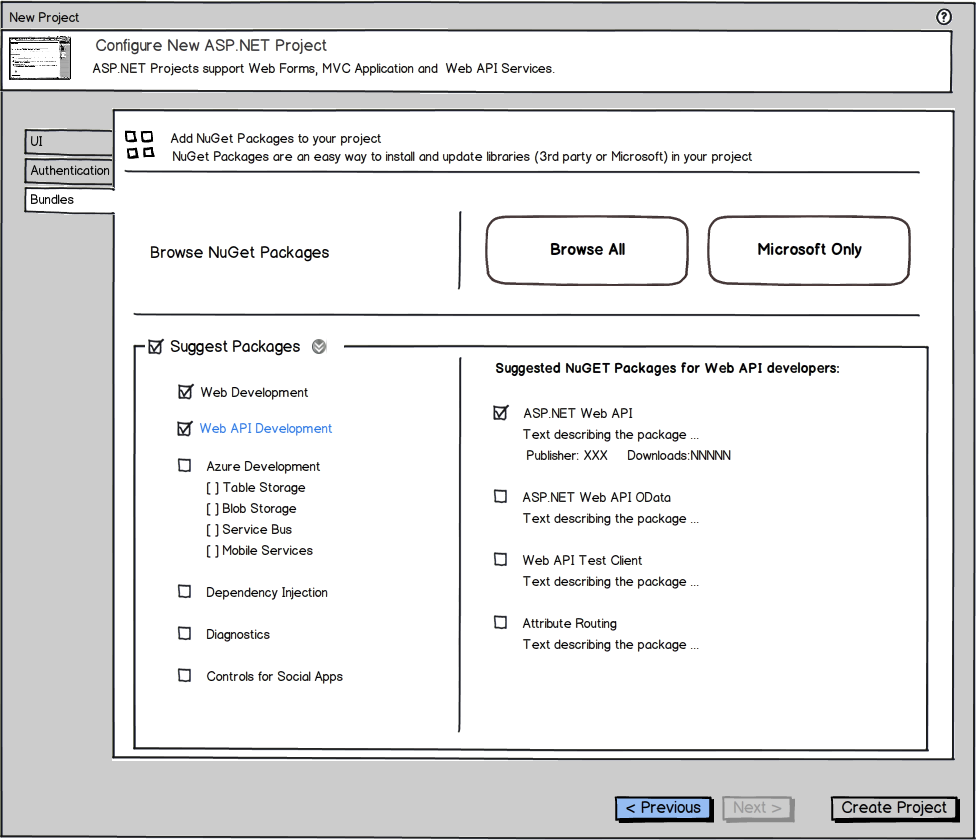 New Project
?
Configure New ASP.NET Project
ASP.NET Projects support Web Forms, MVC Application and Web API Services.
UI
Authentication
Bundles
Add NuGet Packages to your project
NuGet Packages are an easy way to install and update libraries (3rd party or Microsoft) in your project
Browse NuGet Packages
Browse All
Microsoft Only
Suggest Packages
Web Development
Web API Development
Azure Development
[ ] Table Storage
[ ] Blob Storage
[ ] Service Bus
[ ] Mobile Services
Dependency Injection
Diagnostics
Controls for Social Apps
Suggested NuGET Packages for Web API developers:
ASP.NET Web API
Text describing the package ...
Publisher: XXX Downloads:NNNNN
ASP.NET Web API OData
Text describing the package ...
Web API Test Client
Text describing the package ...
Attribute Routing
Text describing the package ...
< Previous
Next >
Create Project